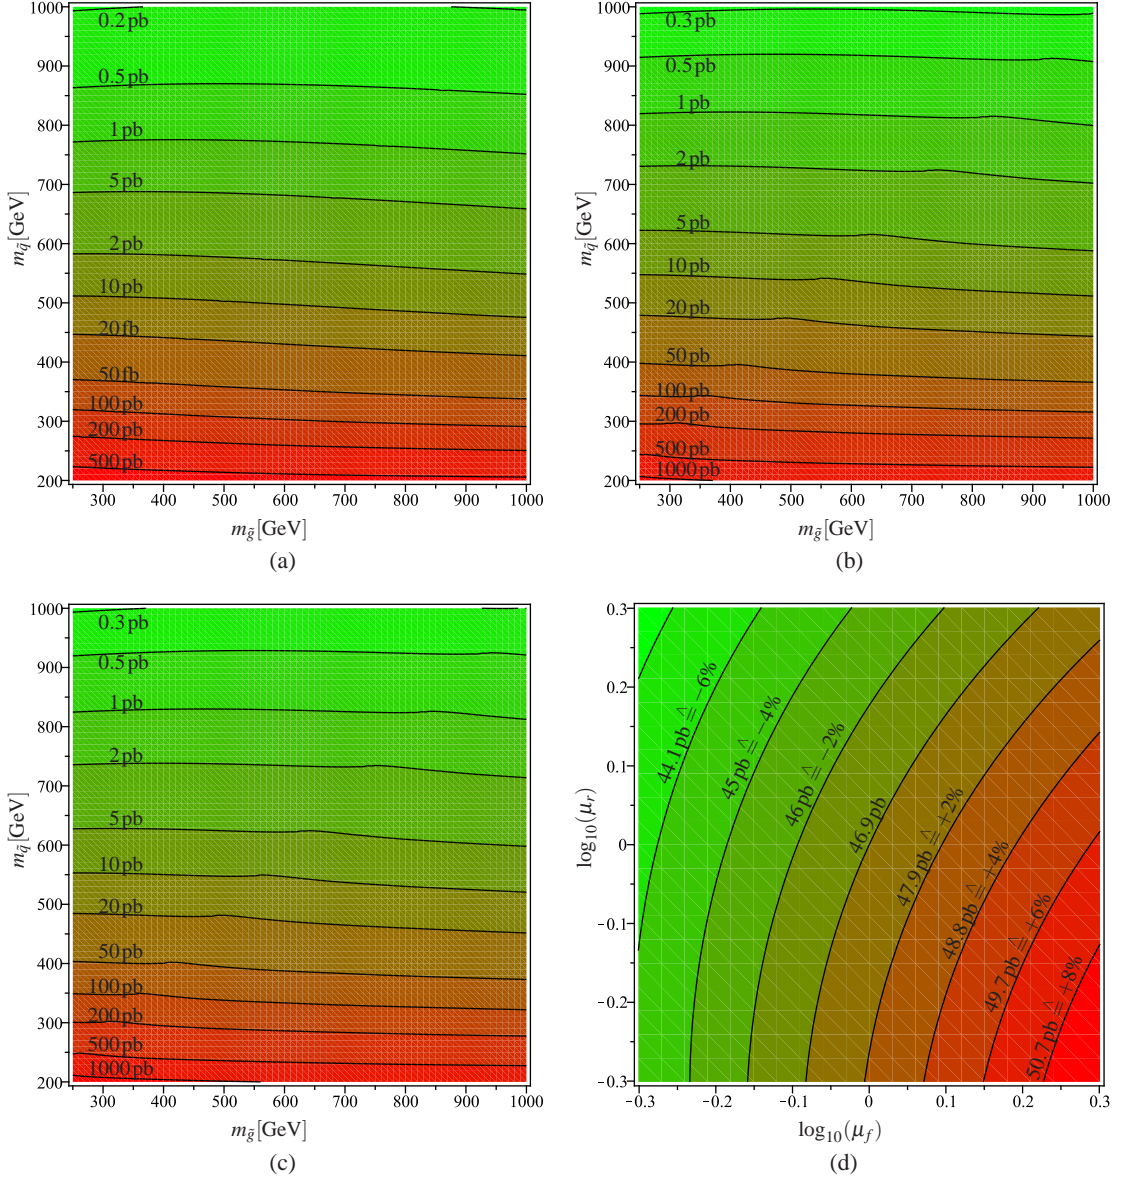 1000
900
800
700
600
500
400
300
200
m_q̃ [GeV]
0.2 pb
0.5 pb
1 pb
5 pb
2 pb
10 pb
20 fb
50 fb
100 pb
200 pb
500 pb
300 400 500 600 700 800 900 1000
m_g̃ [GeV]
(a)
1000
900
800
700
600
500
400
300
200
m_q̃ [GeV]
0.3 pb
0.5 pb
1 pb
2 pb
5 pb
10 pb
20 pb
50 pb
100 pb
200 pb
500 pb
1000 pb
300 400 500 600 700 800 900 1000
m_g̃ [GeV]
(b)
1000
900
800
700
600
500
400
300
200
m_q̃ [GeV]
0.3 pb
0.5 pb
1 pb
2 pb
5 pb
10 pb
20 pb
50 pb
100 pb
200 pb
500 pb
1000 pb
300 400 500 600 700 800 900 1000
m_g̃ [GeV]
(c)
0.3
0.2
0.1
0
−0.1
−0.2
−0.3
log₁₀(μ_r)
44.1 pb ≙ −6%
45 pb ≙ −4%
46 pb ≙ −2%
46.9 pb
47.9 pb ≙ +2%
48.8 pb ≙ +4%
49.7 pb ≙ +6%
50.7 pb ≙ +8%
−0.3 −0.2 −0.1 0 0.1 0.2 0.3
log₁₀(μ_f)
(d)